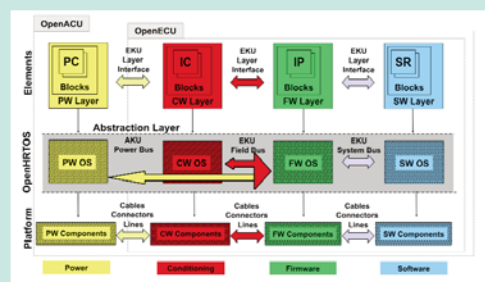 OpenACU
OpenECU
Elements
PC
Blocks
PW Layer
EKU
Layer
Interface
IC
Blocks
CW Layer
EKU
Layer
Interface
IP
Blocks
FW Layer
EKU
Layer
Interface
SR
Blocks
SW Layer
Abstraction Layer
OpenHRTOS
PW OS
AKU
Power Bus
CW OS
EKU
Field Bus
FW OS
EKU
System Bus
SW OS
Platform
PW Components
Cables
Connectors
Lines
CW Components
Cables
Connectors
Lines
FW Components
Cables
Connectors
Lines
SW Components
Power
Conditioning
Firmware
Software